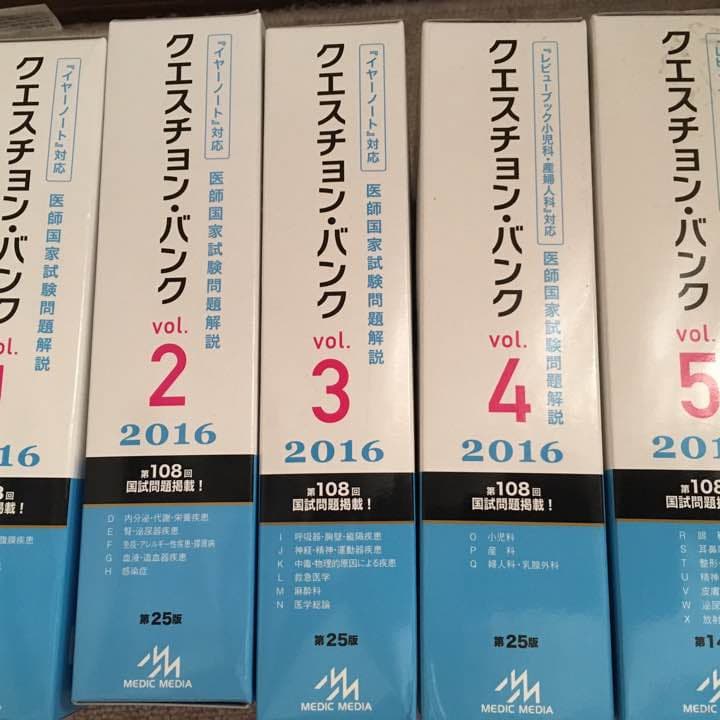 クエスチョン・バンク
『イヤーノート』対応
医師国家試験問題解説
クエスチョン・バンク
『イヤーノート』対応
医師国家試験問題解説
vol.
2
2016
第108回
国試問題掲載！
D 内分泌・代謝・栄養疾患
E 腎・泌尿器疾患
F 免疫・アレルギー性疾患・膠原病
G 血液・造血器疾患
H 感染症
第25版
MEDIC MEDIA
クエスチョン・バンク
『イヤーノート』対応
医師国家試験問題解説
vol.
3
2016
第108回
国試問題掲載！
I 呼吸器・胸壁・縦隔疾患
J 神経・精神・運動器疾患
K 中毒・物理的原因による疾患
L 救急医学
M 麻酔科
N 医学総論
第25版
MEDIC MEDIA
クエスチョン・バンク
『レビューブック小児科・産婦人科』対応
医師国家試験問題解説
vol.
4
2016
第108回
国試問題掲載！
O 小児科
P 産科
Q 婦人科・乳腺外科
第25版
MEDIC MEDIA
クエスチョン・バンク
vol.
5
201
第108回
国試問題掲載！
R 眼
S 耳鼻
T 整形
U 精神
V 皮膚
W 泌尿
X 放射
MEDIC ME